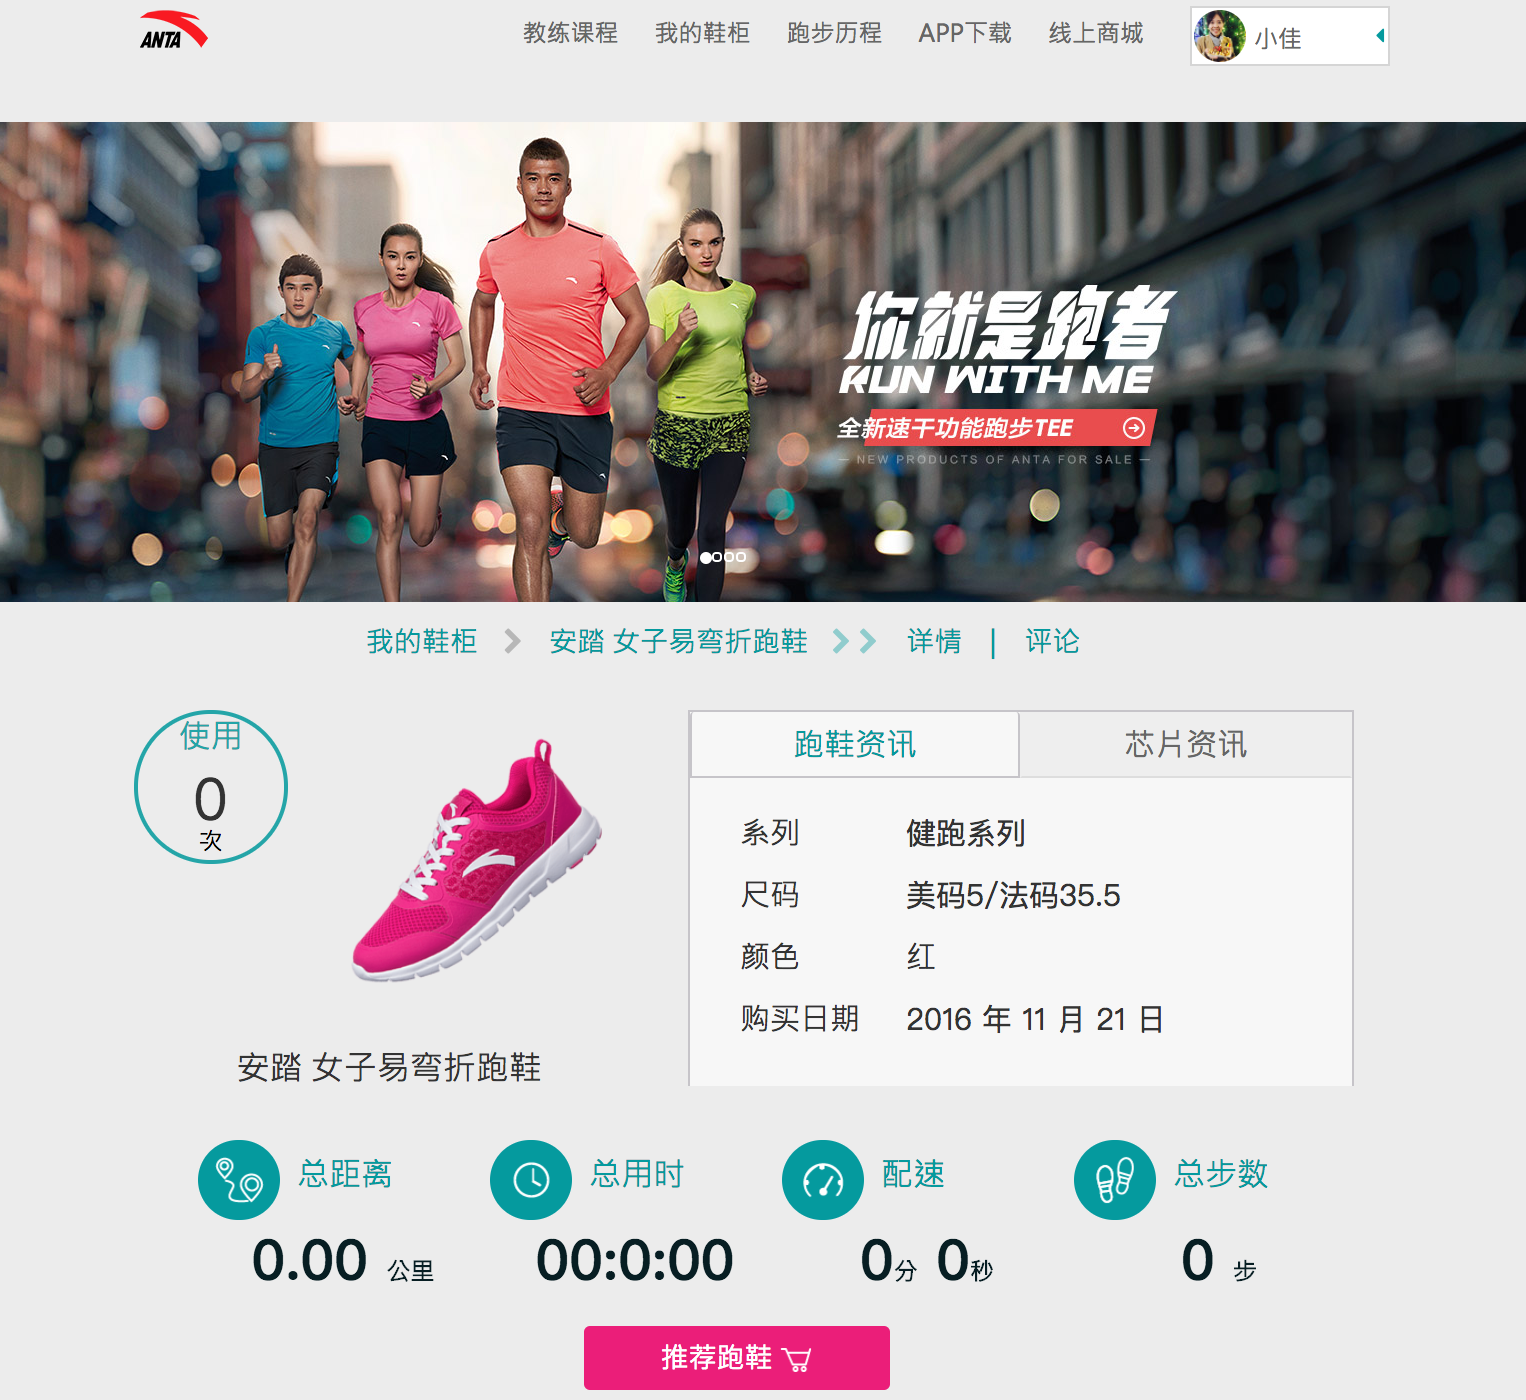 ANTA
教练课程 我的鞋柜 跑步历程 APP下载 线上商城 小佳
你就是跑者
RUN WITH ME
全新速干功能跑步TEE
NEW PRODUCTS OF ANTA FOR SALE
我的鞋柜 安踏 女子易弯折跑鞋 详情 | 评论
使用
0
次
安踏 女子易弯折跑鞋
跑鞋资讯 芯片资讯
系列 健跑系列
尺码 美码5/法码35.5
颜色 红
购买日期 2016 年 11 月 21 日
总距离 总用时 配速 总步数
0.00 公里 00:0:00 0分 0秒 0 步
推荐跑鞋